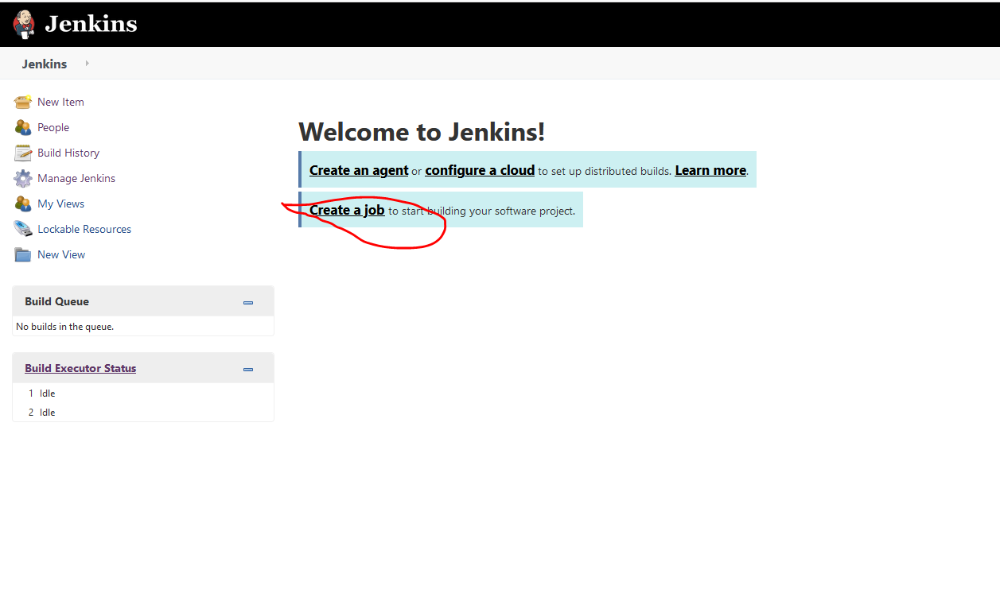 Jenkins
Jenkins
New Item
People
Build History
Manage Jenkins
My Views
Lockable Resources
New View
Build Queue
No builds in the queue.
Build Executor Status
1 Idle
2 Idle
Welcome to Jenkins!
Create an agent or configure a cloud to set up distributed builds. Learn more.
Create a job to start building your software project.